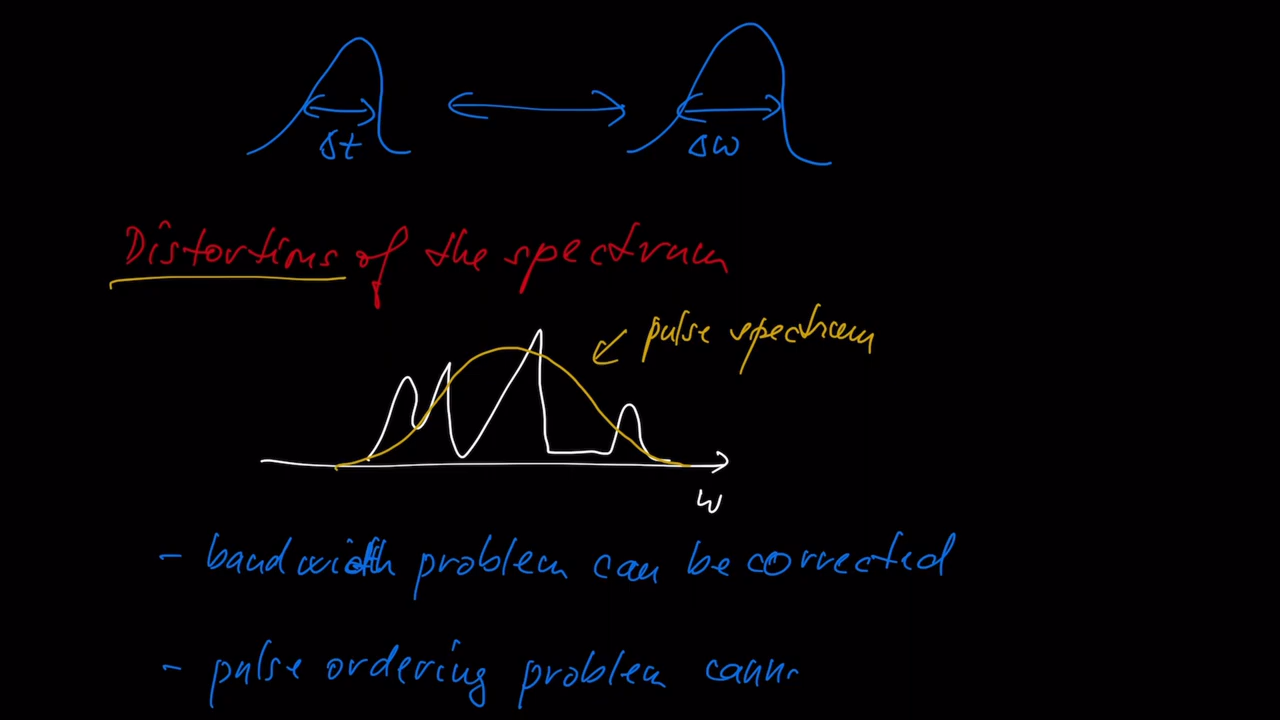 Δt Δω
Distortions of the spectrum
pulse spectrum
ω
- bandwidth problem can be corrected
- pulse ordering problem cann